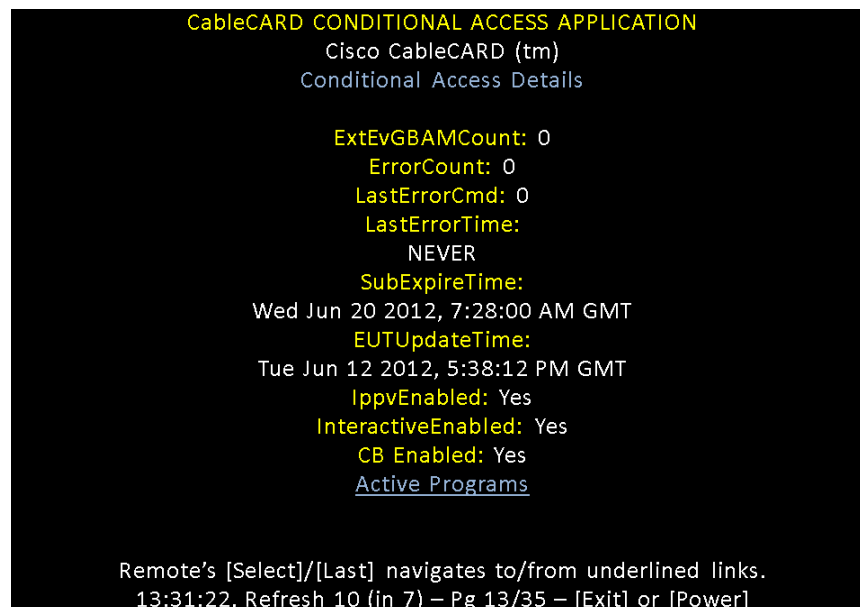 CableCARD CONDITIONAL ACCESS APPLICATION
Cisco CableCARD (tm)
Conditional Access Details
ExtEvGBAMCount: 0
ErrorCount: 0
LastErrorCmd: 0
LastErrorTime:
NEVER
SubExpireTime:
Wed Jun 20 2012, 7:28:00 AM GMT
EUTUpdateTime:
Tue Jun 12 2012, 5:38:12 PM GMT
IppvEnabled: Yes
InteractiveEnabled: Yes
CB Enabled: Yes
Active Programs
Remote's [Select]/[Last] navigates to/from underlined links.
13:31:22, Refresh 10 (in 7) – Pg 13/35 – [Exit] or [Power]